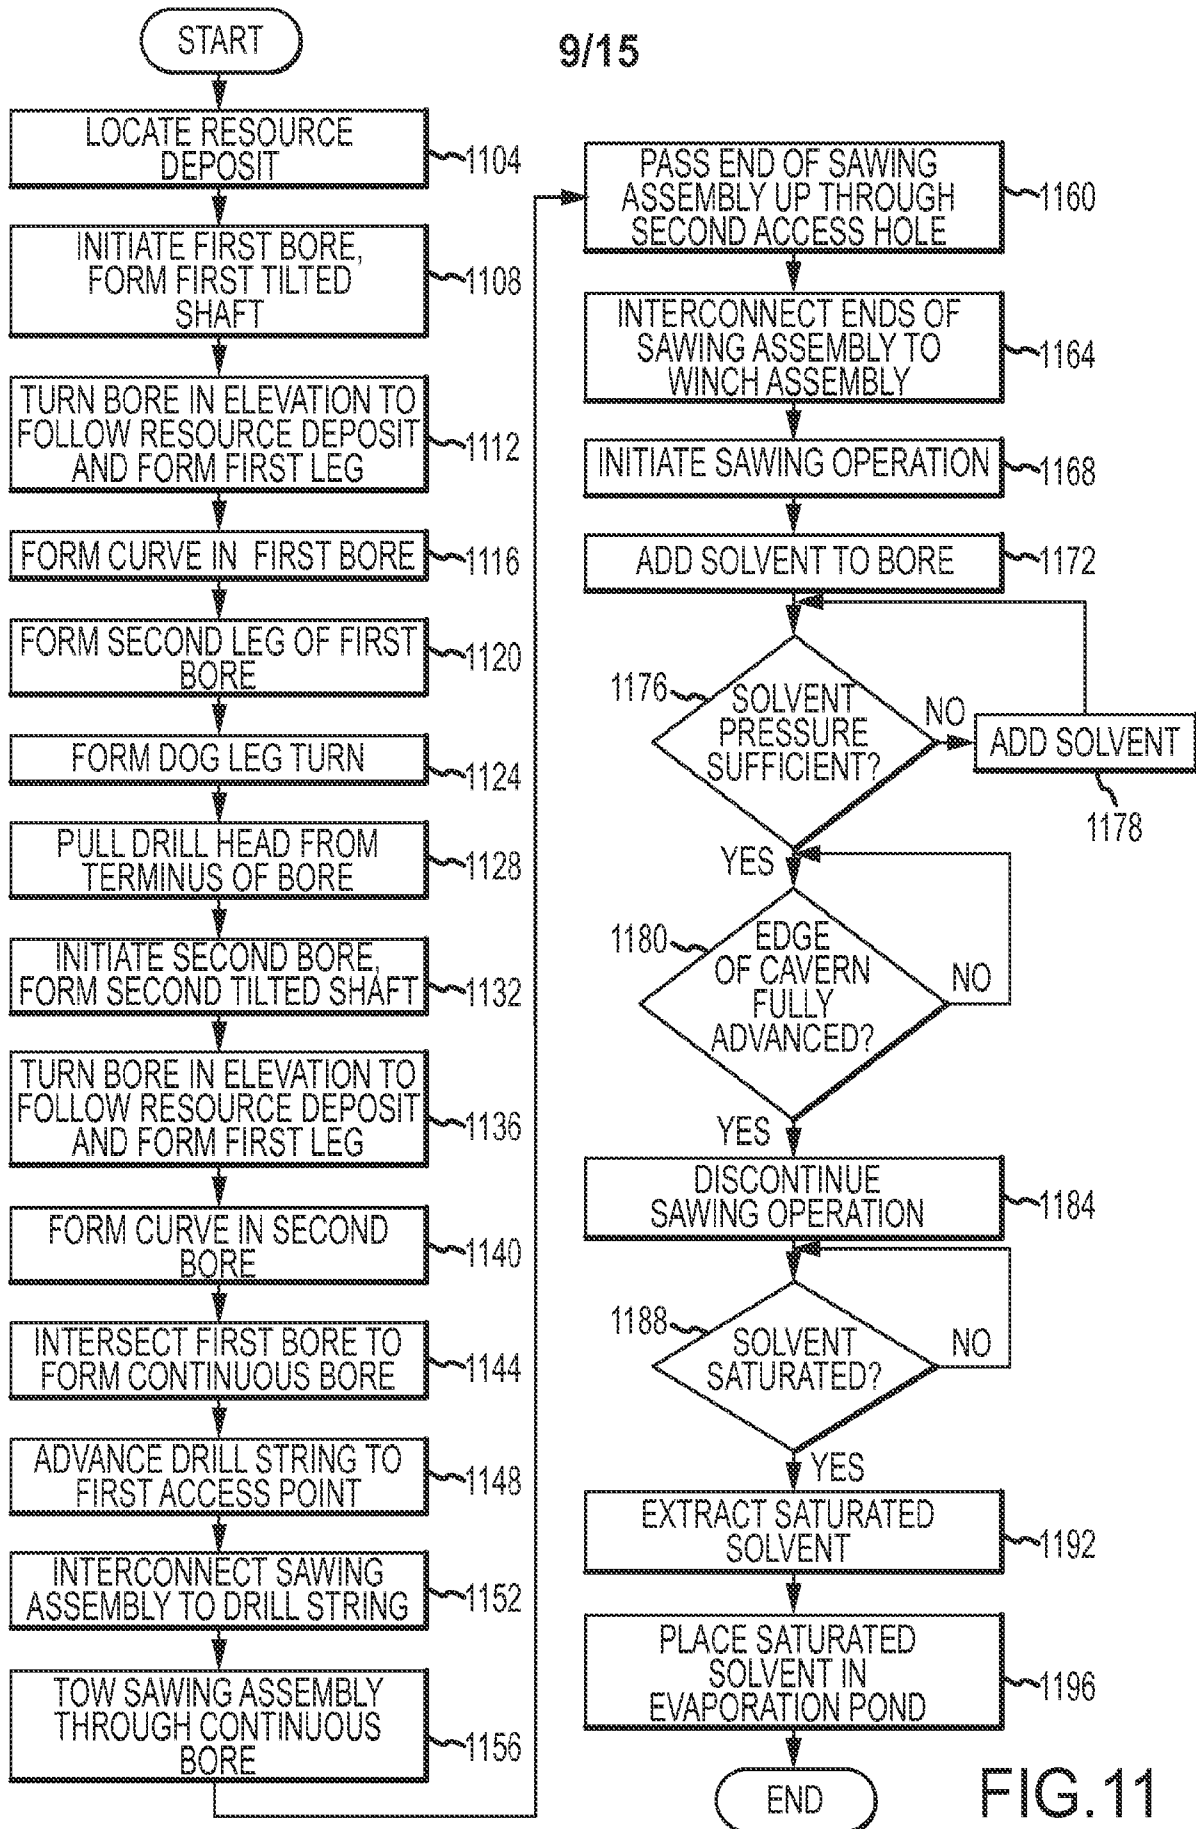 9/15
START
LOCATE RESOURCE
DEPOSIT
1104
INITIATE FIRST BORE,
FORM FIRST TILTED
SHAFT
1108
TURN BORE IN ELEVATION TO
FOLLOW RESOURCE DEPOSIT
AND FORM FIRST LEG
1112
FORM CURVE IN FIRST BORE
1116
FORM SECOND LEG OF FIRST
BORE
1120
FORM DOG LEG TURN
1124
PULL DRILL HEAD FROM
TERMINUS OF BORE
1128
INITIATE SECOND BORE,
FORM SECOND TILTED SHAFT
1132
TURN BORE IN ELEVATION TO
FOLLOW RESOURCE DEPOSIT
AND FORM FIRST LEG
1136
FORM CURVE IN SECOND
BORE
1140
INTERSECT FIRST BORE TO
FORM CONTINUOUS BORE
1144
ADVANCE DRILL STRING TO
FIRST ACCESS POINT
1148
INTERCONNECT SAWING
ASSEMBLY TO DRILL STRING
1152
TOW SAWING ASSEMBLY
THROUGH CONTINUOUS
BORE
1156
PASS END OF SAWING
ASSEMBLY UP THROUGH
SECOND ACCESS HOLE
1160
INTERCONNECT ENDS OF
SAWING ASSEMBLY TO
WINCH ASSEMBLY
1164
INITIATE SAWING OPERATION
1168
ADD SOLVENT TO BORE
1172
1176
SOLVENT
PRESSURE
SUFFICIENT?
NO
ADD SOLVENT
1178
YES
1180
EDGE
OF CAVERN
FULLY
ADVANCED?
NO
YES
DISCONTINUE
SAWING OPERATION
1184
1188
SOLVENT
SATURATED?
NO
YES
EXTRACT SATURATED
SOLVENT
1192
PLACE SATURATED
SOLVENT IN
EVAPORATION POND
1196
END
FIG.11